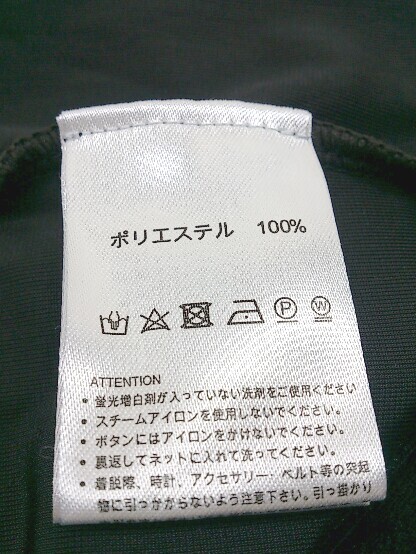 ポリエステル 100%
P W
ATTENTION
• 蛍光増白剤が入っていない洗剤をご使用ください
• スチームアイロンを使用しないでください。
• ボタンにはアイロンをかけないでください。
• 裏返してネットに入れて洗ってください。
• 着脱際、時計、アクセサリー・ベルト等の突起
物に引っかからないよう注意下さい。引っ掛かり